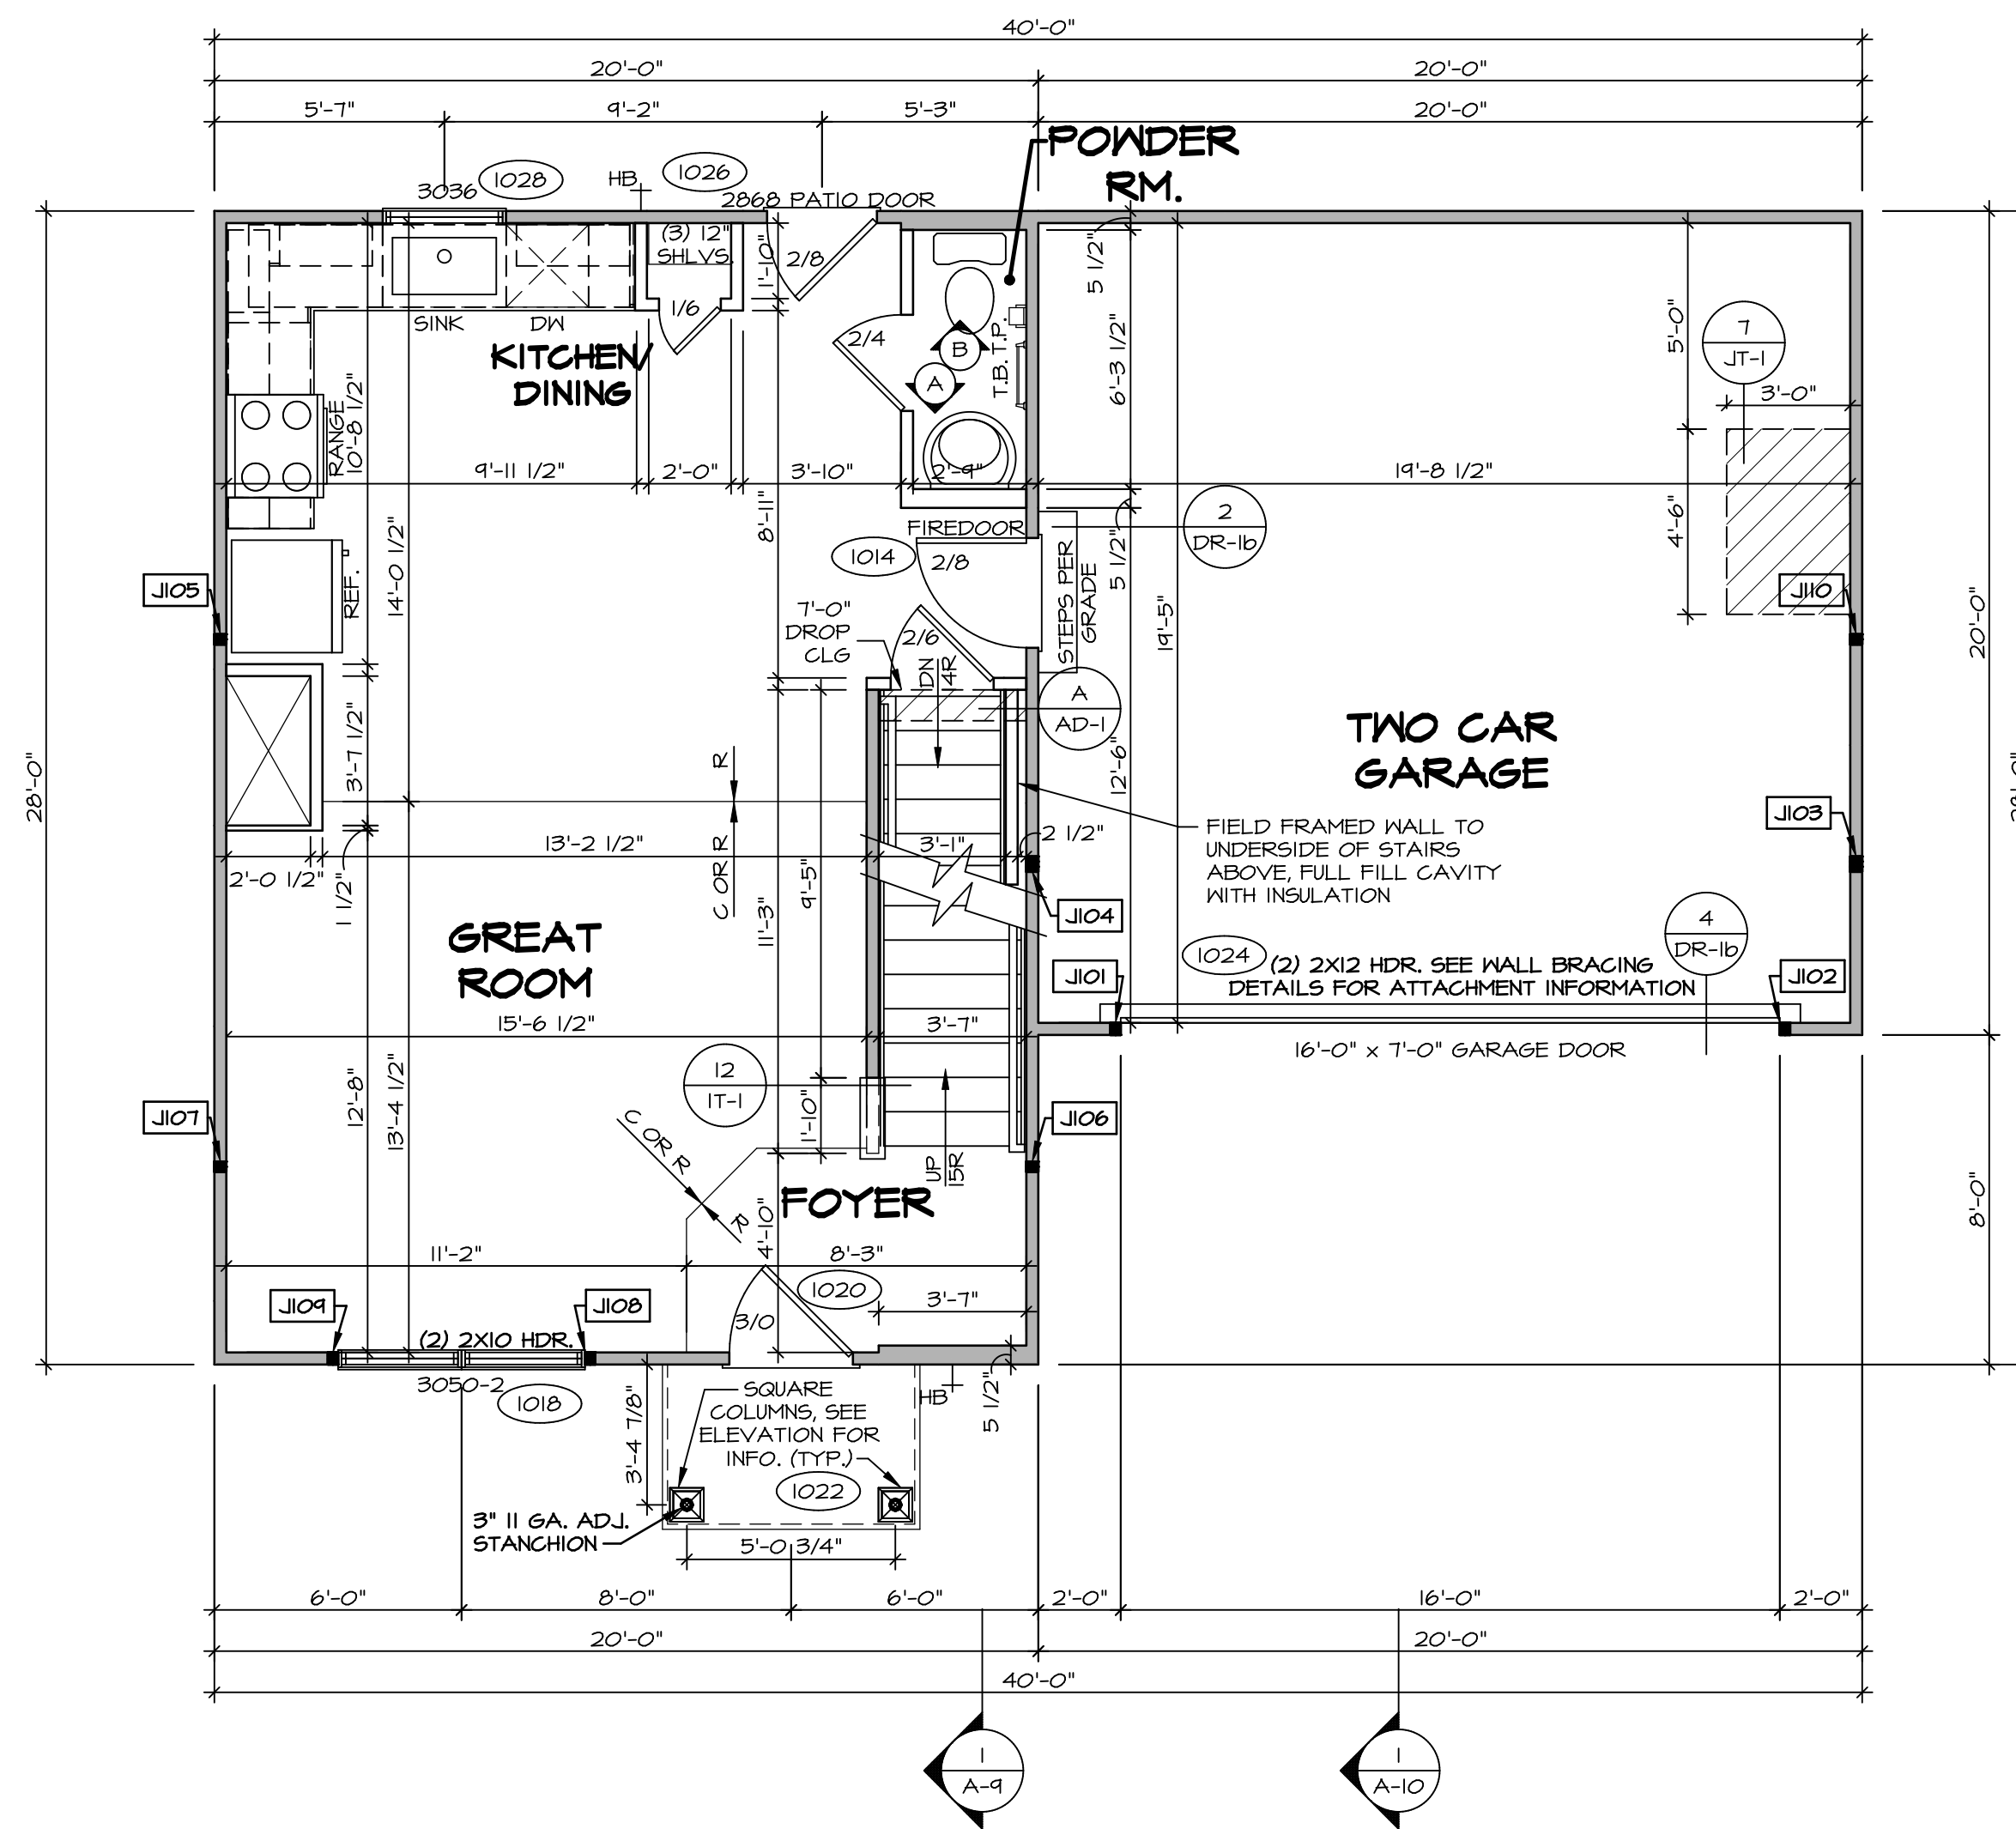 40'-0"
20'-0"
20'-0"
5'-7"
9'-2"
5'-3"
20'-0"
POWDER
RM.
3036
1028
HB
1026
2868 PATIO DOOR
(3) 12"
SHLVS.
1'-10"
2/8
5 1/2"
1/6
2/4
SINK
DW
KITCHEN/
DINING
B
A
T.B.
T.P.
6'-3 1/2"
5'-0"
7
JT-1
3'-0"
RANGE
10'-8 1/2"
9'-11 1/2"
2'-0"
3'-10"
2'-9"
19'-8 1/2"
8'-11"
14'-0 1/2"
FIREDOOR
1014
2/8
2
DR-1b
5 1/2"
4'-6"
STEPS PER
GRADE
J105
REF.
7'-0"
DROP
CLG
2/6
DN
14R
19'-5"
J110
20'-0"
A
AD-1
12'-6"
TWO CAR
GARAGE
28'-0"
3'-7 1/2"
R
C OR R
13'-2 1/2"
3'-1"
2 1/2"
FIELD FRAMED WALL TO
UNDERSIDE OF STAIRS
ABOVE, FULL FILL CAVITY
WITH INSULATION
J103
2'-0 1/2"
1 1/2"
9'-5"
11'-3"
J104
GREAT
ROOM
4
DR-1b
1024
(2) 2X12 HDR. SEE WALL BRACING
DETAILS FOR ATTACHMENT INFORMATION
J101
J102
15'-6 1/2"
3'-7"
16'-0" x 7'-0" GARAGE DOOR
12
IT-1
12'-8"
13'-4 1/2"
1'-10"
J107
J106
C OR R
R
UP
15R
FOYER
4'-10"
8'-0"
11'-2"
8'-3"
1020
3'-7"
J109
J108
3/0
(2) 2X10 HDR.
3050-2
1018
HB
5 1/2"
3'-4 7/8"
SQUARE
COLUMNS, SEE
ELEVATION FOR
INFO. (TYP.)
1022
3" 11 GA. ADJ.
STANCHION
5'-0 3/4"
6'-0"
8'-0"
6'-0"
2'-0"
16'-0"
2'-0"
20'-0"
20'-0"
40'-0"
1
A-9
1
A-10